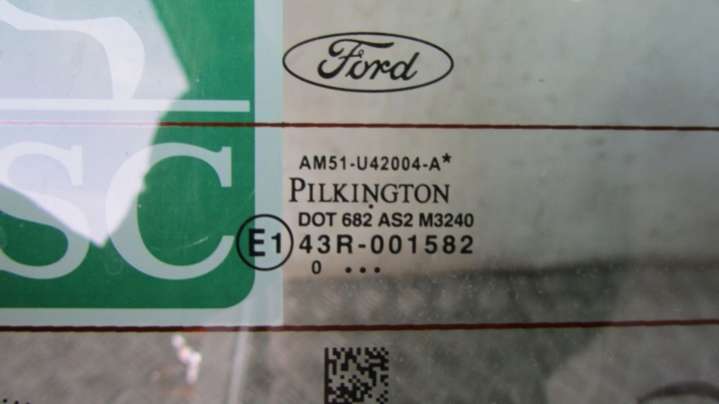 Ford
AM51-U42004-A*
PILKINGTON
DOT 682 AS2 M3240
E1 43R-001582
0 ...
SC